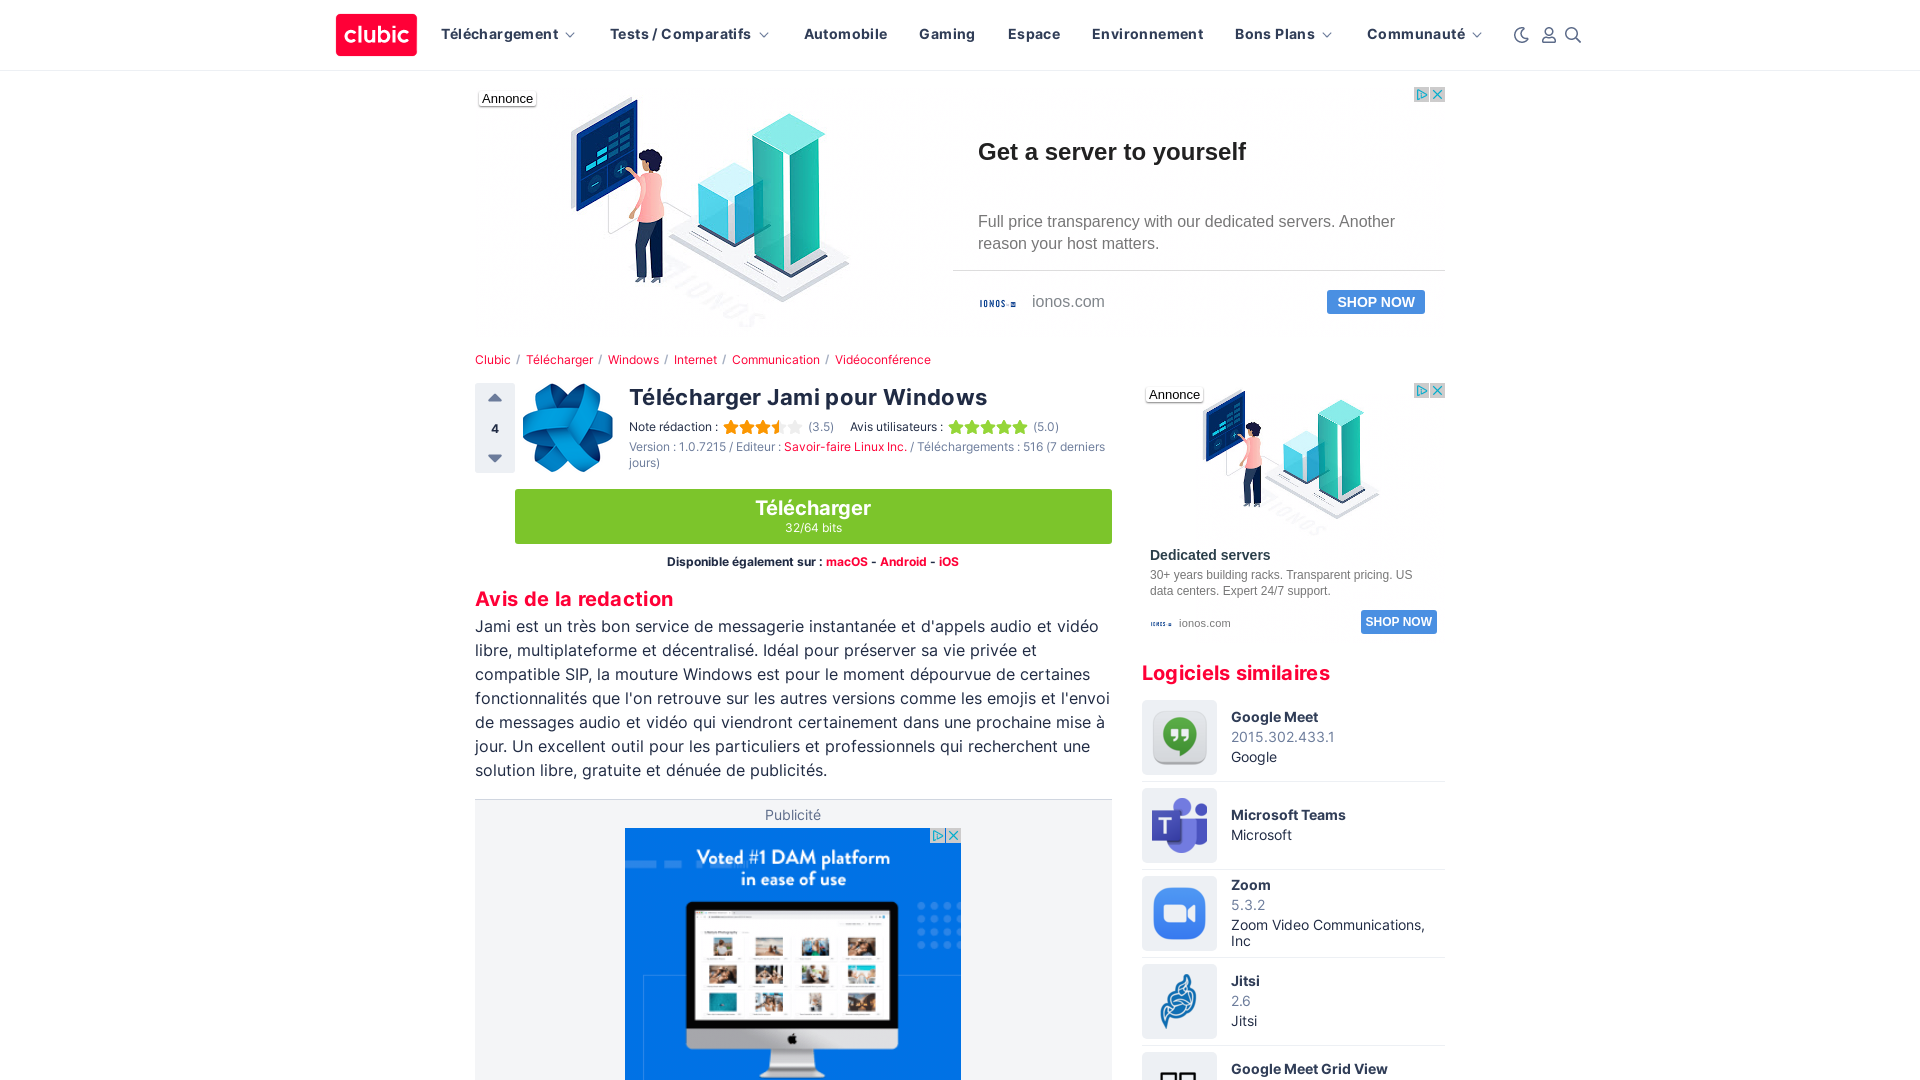 clubic
Téléchargement
Tests / Comparatifs
Automobile
Gaming
Espace
Environnement
Bons Plans
Communauté
Annonce
Get a server to yourself
Full price transparency with our dedicated servers. Another
reason your host matters.
IONOS
ionos.com
SHOP NOW
Clubic / Télécharger / Windows / Internet / Communication / Vidéoconférence
4
Télécharger Jami pour Windows
Note rédaction : (3.5) Avis utilisateurs : (5.0)
Version : 1.0.7215 / Editeur : Savoir-faire Linux Inc. / Téléchargements : 516 (7 derniers
jours)
Télécharger
32/64 bits
Disponible également sur : macOS - Android - iOS
Avis de la redaction
Jami est un très bon service de messagerie instantanée et d'appels audio et vidéo
libre, multiplateforme et décentralisé. Idéal pour préserver sa vie privée et
compatible SIP, la mouture Windows est pour le moment dépourvue de certaines
fonctionnalités que l'on retrouve sur les autres versions comme les emojis et l'envoi
de messages audio et vidéo qui viendront certainement dans une prochaine mise à
jour. Un excellent outil pour les particuliers et professionnels qui recherchent une
solution libre, gratuite et dénuée de publicités.
Publicité
Voted #1 DAM platform
in ease of use
Annonce
IONOS
Dedicated servers
30+ years building racks. Transparent pricing. US
data centers. Expert 24/7 support.
IONOS
ionos.com
SHOP NOW
Logiciels similaires
Google Meet
2015.302.433.1
Google
Microsoft Teams
Microsoft
Zoom
5.3.2
Zoom Video Communications,
Inc
Jitsi
2.6
Jitsi
Google Meet Grid View